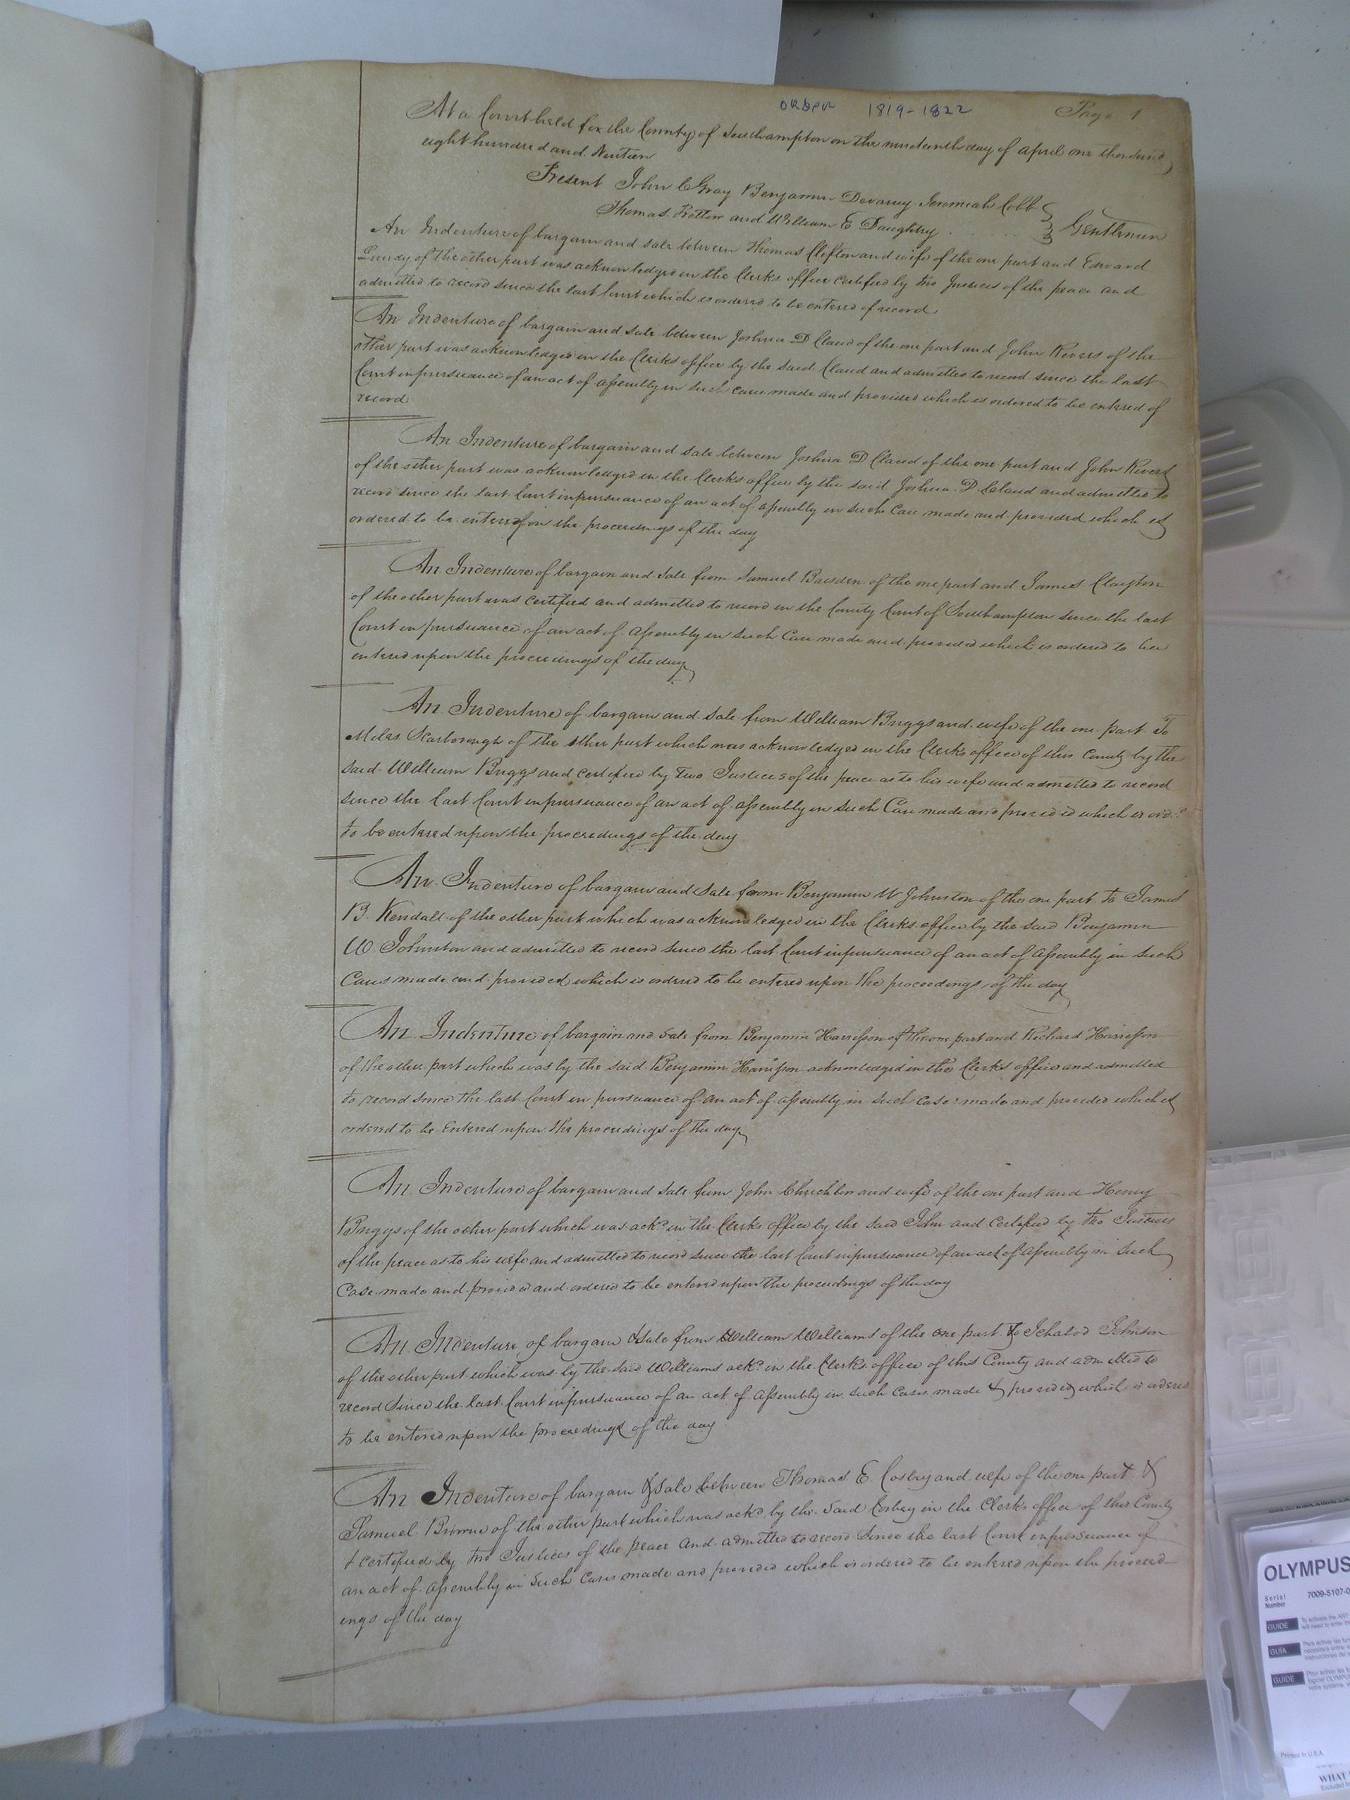 ORDER 1819-1822
Page 1
At a Court held for the County of Southampton on the nineteenth day of April one thousand
eight hundred and Nineteen
Present John C Gray Benjamin Devany Jeremiah Cobb
Thomas Pretlow and William E Daughtry Gentlemen
An Indenture of bargain and sale between Thomas Clifton and wife of the one part and Edward
of the other part was acknowledged in the Clerks office certified by two Justices of the peace and
admitted to record since the last Court which is ordered to be entered of record
An Indenture of bargain and sale between Joshua D Claud of the one part and John Rivers of the
other part was acknowledged in the Clerks office by the said Claud and admitted to record since the last
Court in pursuance of an act of assembly in such cases made and provided which is ordered to be entered of
record
An Indenture of bargain and sale between Joshua D Claud of the one part and John Rivers
of the other part was acknowledged in the Clerks office by the said Joshua D Claud and admitted to
record since the last Court in pursuance of an act of assembly in such Case made and provided which is
ordered to be entered on the proceedings of the day
An Indenture of bargain and sale from Samuel Bowden of the one part and James Clayton
of the other part was certified and admitted to record in the County Court of Southampton since the last
Court in pursuance of an act of assembly in such Case made and provided which is ordered to be
entered upon the proceedings of the day
An Indenture of bargain and sale from William Briggs and wife of the one part to
Miles Scarborough of the other part which was acknowledged in the Clerks office of this County by the
said William Briggs and certified by two Justices of the peace as to his wife and admitted to record
since the last Court in pursuance of an act of assembly in such Case made and provided which is ord.d
to be entered upon the proceedings of the day
An Indenture of bargain and sale from Benjamin W Johnston of the one part to James
B. Kendall of the other part which was acknowledged in the Clerks office by the said Benjamin
W. Johnston and admitted to record since the last Court in pursuance of an act of Assembly in such
Cases made and provided which is ordered to be entered upon the proceedings of the day
An Indenture of bargain and sale from Benjamin Harrisson of the one part and Richard Harrisson
of the other part which was by the said Benjamin Harrisson acknowledged in the Clerks office and admitted
to record since the last Court in pursuance of an act of assembly in such case made and provided which is
ordered to be entered upon the proceedings of the day
An Indenture of bargain and sale from John Chrichlon and wife of the one part and Henry
Briggs of the other part which was ackd in the Clerks office by the said John and certified by two Justices
of the peace as to his wife and admitted to record since the last Court in pursuance of an act of assembly in such
Case made and provided and ordered to be entered upon the proceedings of the day
An Indenture of bargain & sale from William Williams of the one part & to Ichabod Johnson
of the other part which was by the said Williams ackd in the Clerks office of this County and admitted to
record since the last Court in pursuance of an act of assembly in such cases made & provided which is ordered
to be entered upon the proceedings of the day
An Indenture of bargain & sale between Thomas E Cosby and wife of the one part &
Samuel Browne of the other part which was ackd by the said Cosby in the Clerks office of this County
& certified by two Justices of the peace and admitted to record since the last Court in pursuance of
an act of assembly in such Cases made and provided which is ordered to be entered upon the proceed-
ings of the day
OLYMPUS
Serial
Number
7009-5107-0
GUIDE
GUIA
GUIDE
Printed in U.S.A.
WHAT